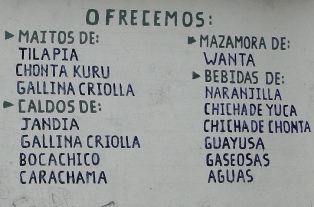 OFRECEMOS:
MAITOS DE:
TILAPIA
CHONTA KURU
GALLINA CRIOLLA
CALDOS DE:
JANDIA
GALLINA CRIOLLA
BOCACHICO
CARACHAMA
MAZAMORA DE:
WANTA
BEBIDAS DE:
NARANJILLA
CHICHA DE YUCA
CHICHA DE CHONTA
GUAYUSA
GASEOSAS
AGUAS